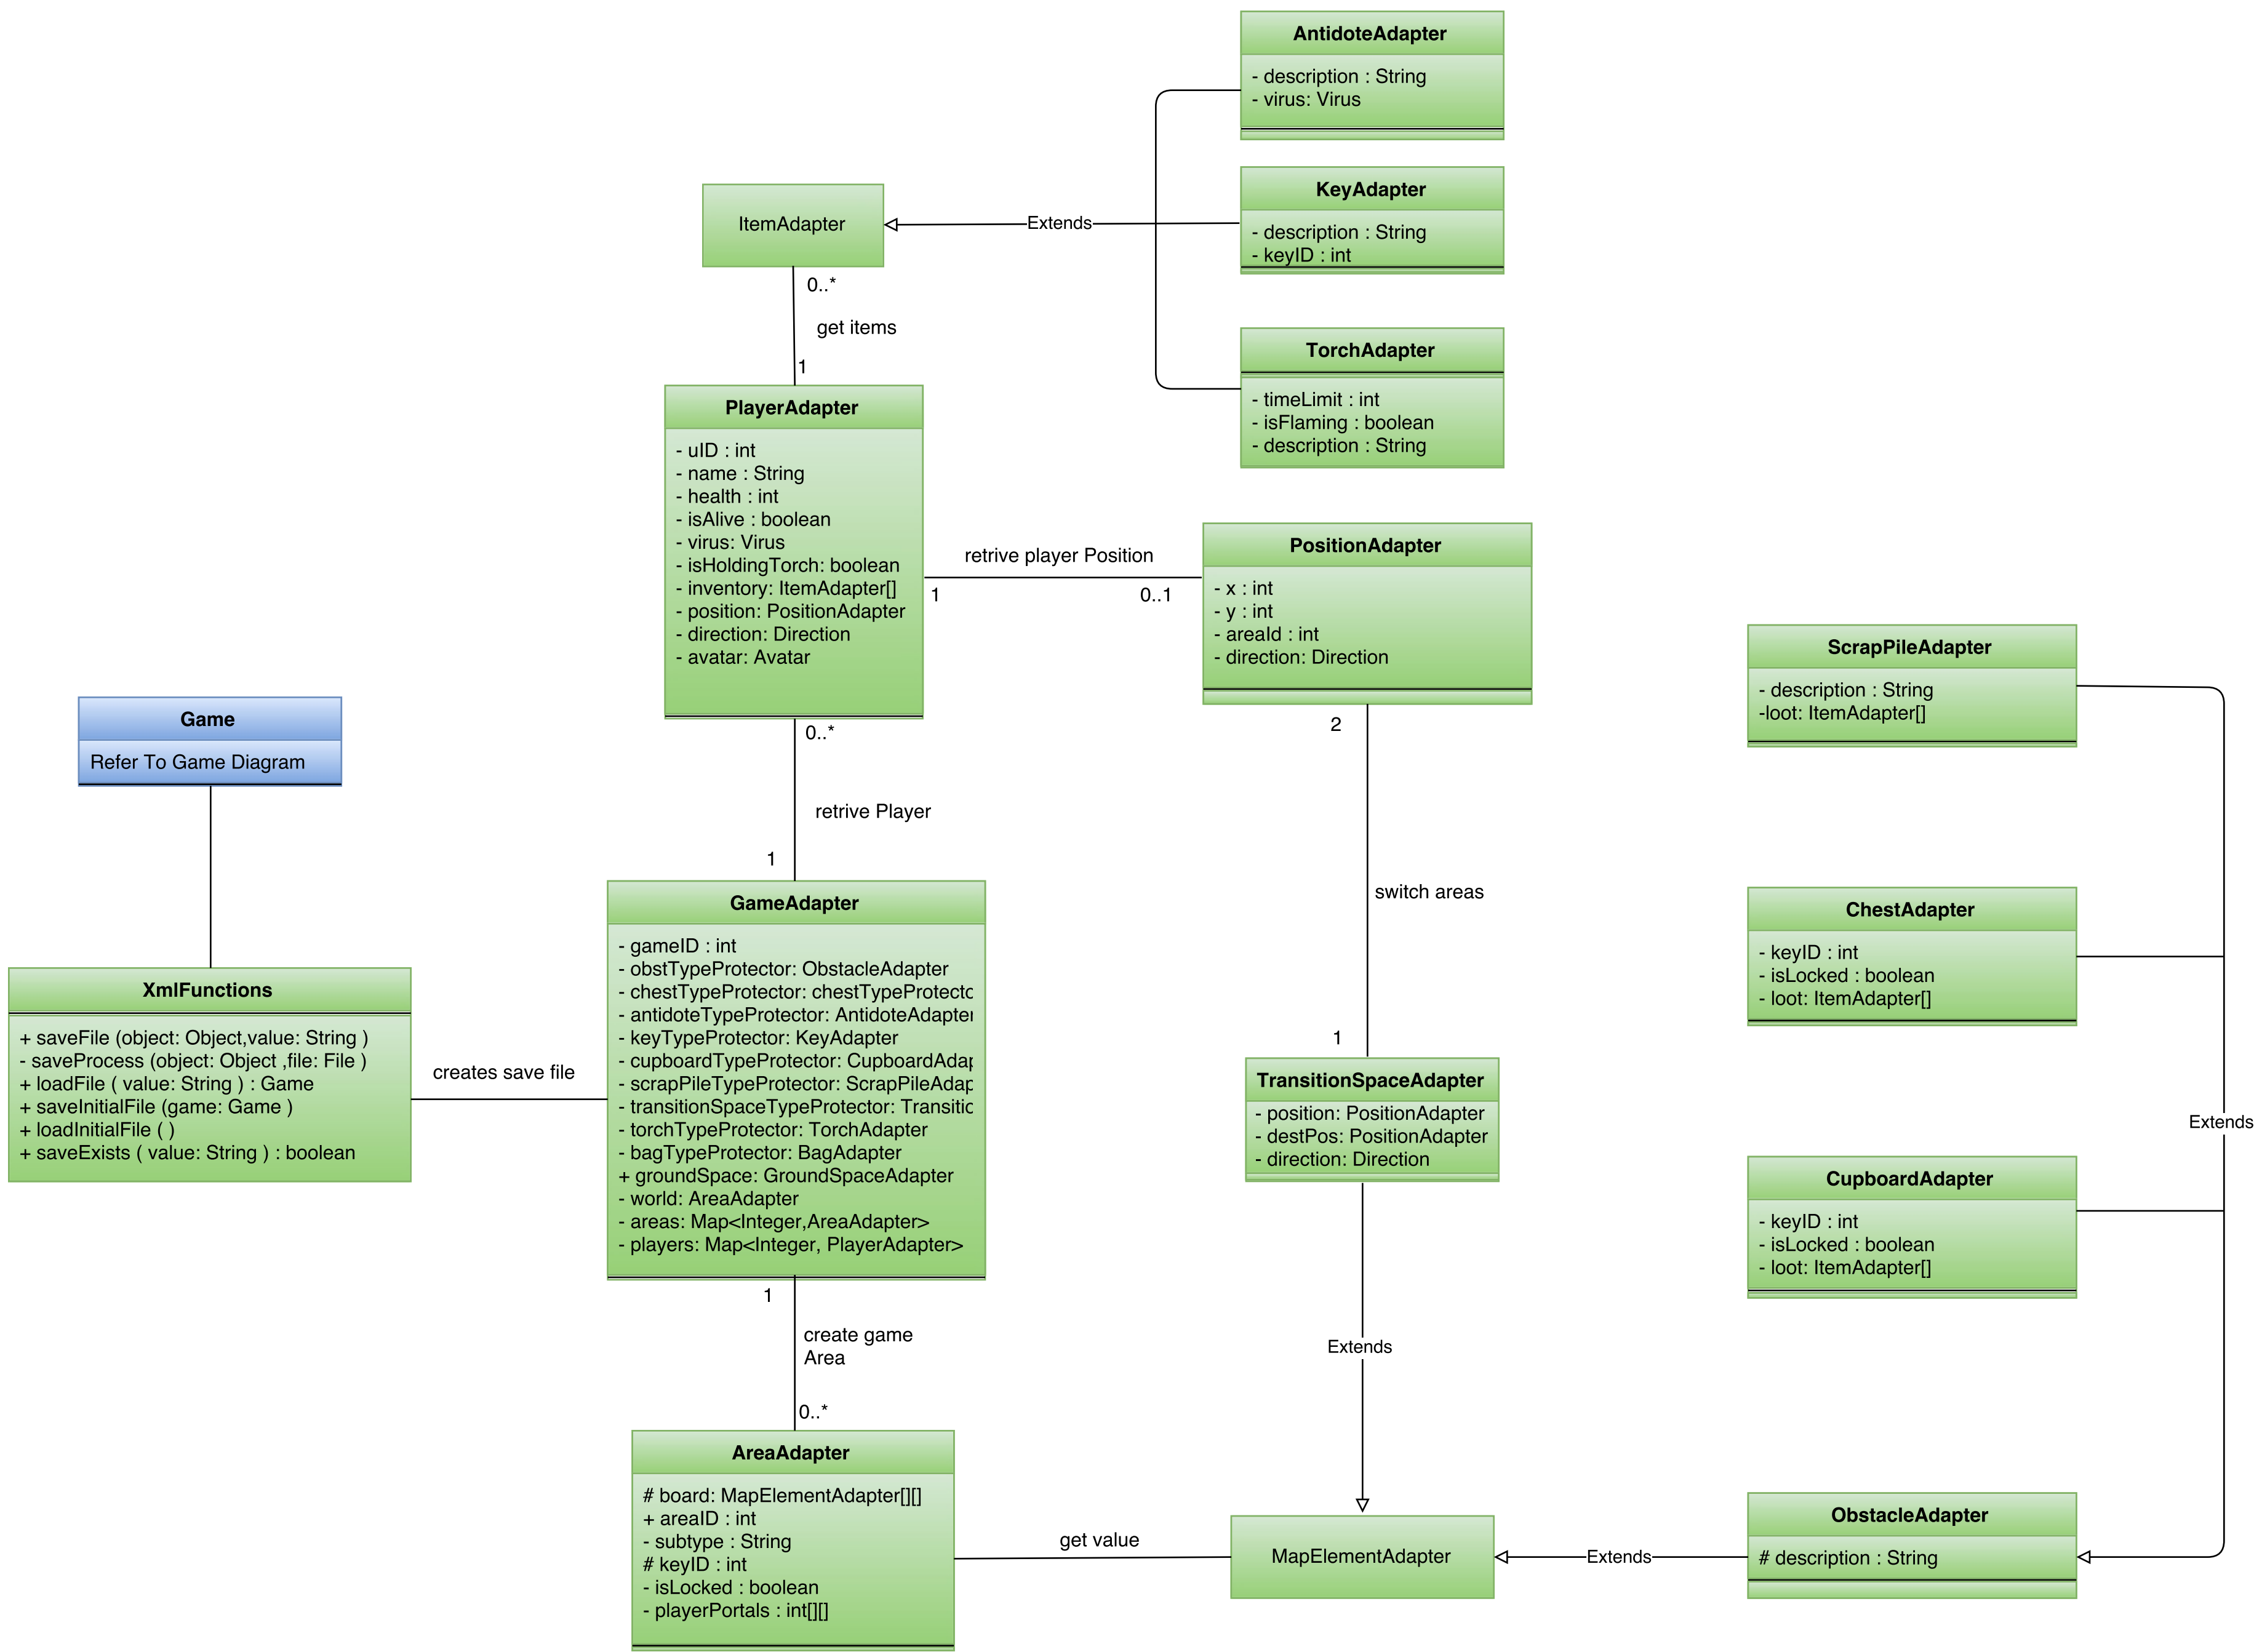 AntidoteAdapter
- description : String
- virus: Virus
KeyAdapter
- description : String
- keyID : int
ItemAdapter
Extends
0..*
get items
1
TorchAdapter
- timeLimit : int
- isFlaming : boolean
- description : String
PlayerAdapter
- uID : int
- name : String
- health : int
- isAlive : boolean
- virus: Virus
- isHoldingTorch: boolean
- inventory: ItemAdapter[]
- position: PositionAdapter
- direction: Direction
- avatar: Avatar
retrive player Position
1
0..1
PositionAdapter
- x : int
- y : int
- areaId : int
- direction: Direction
ScrapPileAdapter
- description : String
-loot: ItemAdapter[]
Game
Refer To Game Diagram
0..*
retrive Player
1
2
switch areas
1
ChestAdapter
- keyID : int
- isLocked : boolean
- loot: ItemAdapter[]
XmlFunctions
+ saveFile (object: Object,value: String )
- saveProcess (object: Object ,file: File )
+ loadFile ( value: String ) : Game
+ saveInitialFile (game: Game )
+ loadInitialFile ( )
+ saveExists ( value: String ) : boolean
creates save file
GameAdapter
- gameID : int
- obstTypeProtector: ObstacleAdapter
- chestTypeProtector: chestTypeProtectc
- antidoteTypeProtector: AntidoteAdapter
- keyTypeProtector: KeyAdapter
- cupboardTypeProtector: CupboardAdap
- scrapPileTypeProtector: ScrapPileAdap
- transitionSpaceTypeProtector: Transitic
- torchTypeProtector: TorchAdapter
- bagTypeProtector: BagAdapter
+ groundSpace: GroundSpaceAdapter
- world: AreaAdapter
- areas: Map<Integer,AreaAdapter>
- players: Map<Integer, PlayerAdapter>
TransitionSpaceAdapter
- position: PositionAdapter
- destPos: PositionAdapter
- direction: Direction
Extends
CupboardAdapter
- keyID : int
- isLocked : boolean
- loot: ItemAdapter[]
1
create game
Area
0..*
Extends
AreaAdapter
# board: MapElementAdapter[][]
+ areaID : int
- subtype : String
# keyID : int
- isLocked : boolean
- playerPortals : int[][]
get value
MapElementAdapter
Extends
ObstacleAdapter
# description : String